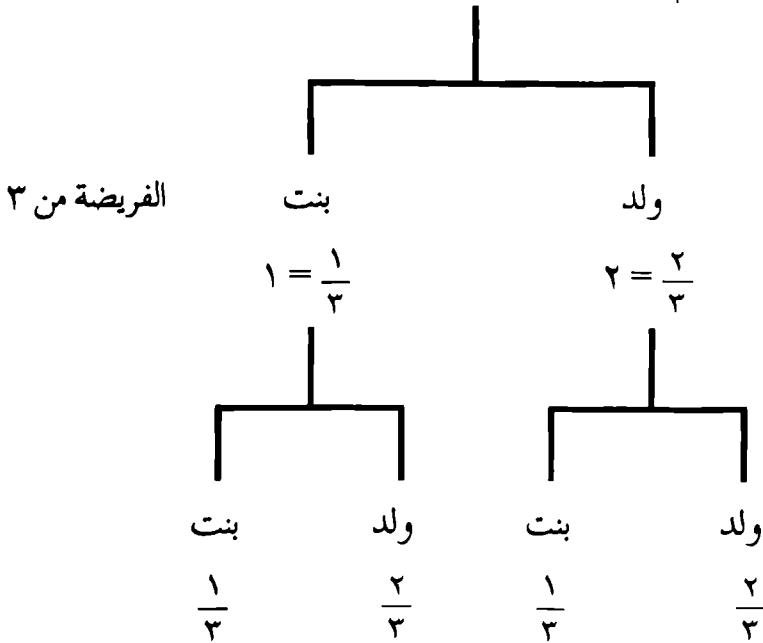 ولد بنت الفريضة من ٣
٢/٣ = ٢ ١/٣ = ١
ولد بنت ولد بنت
٢/٣ ١/٣ ٢/٣ ١/٣